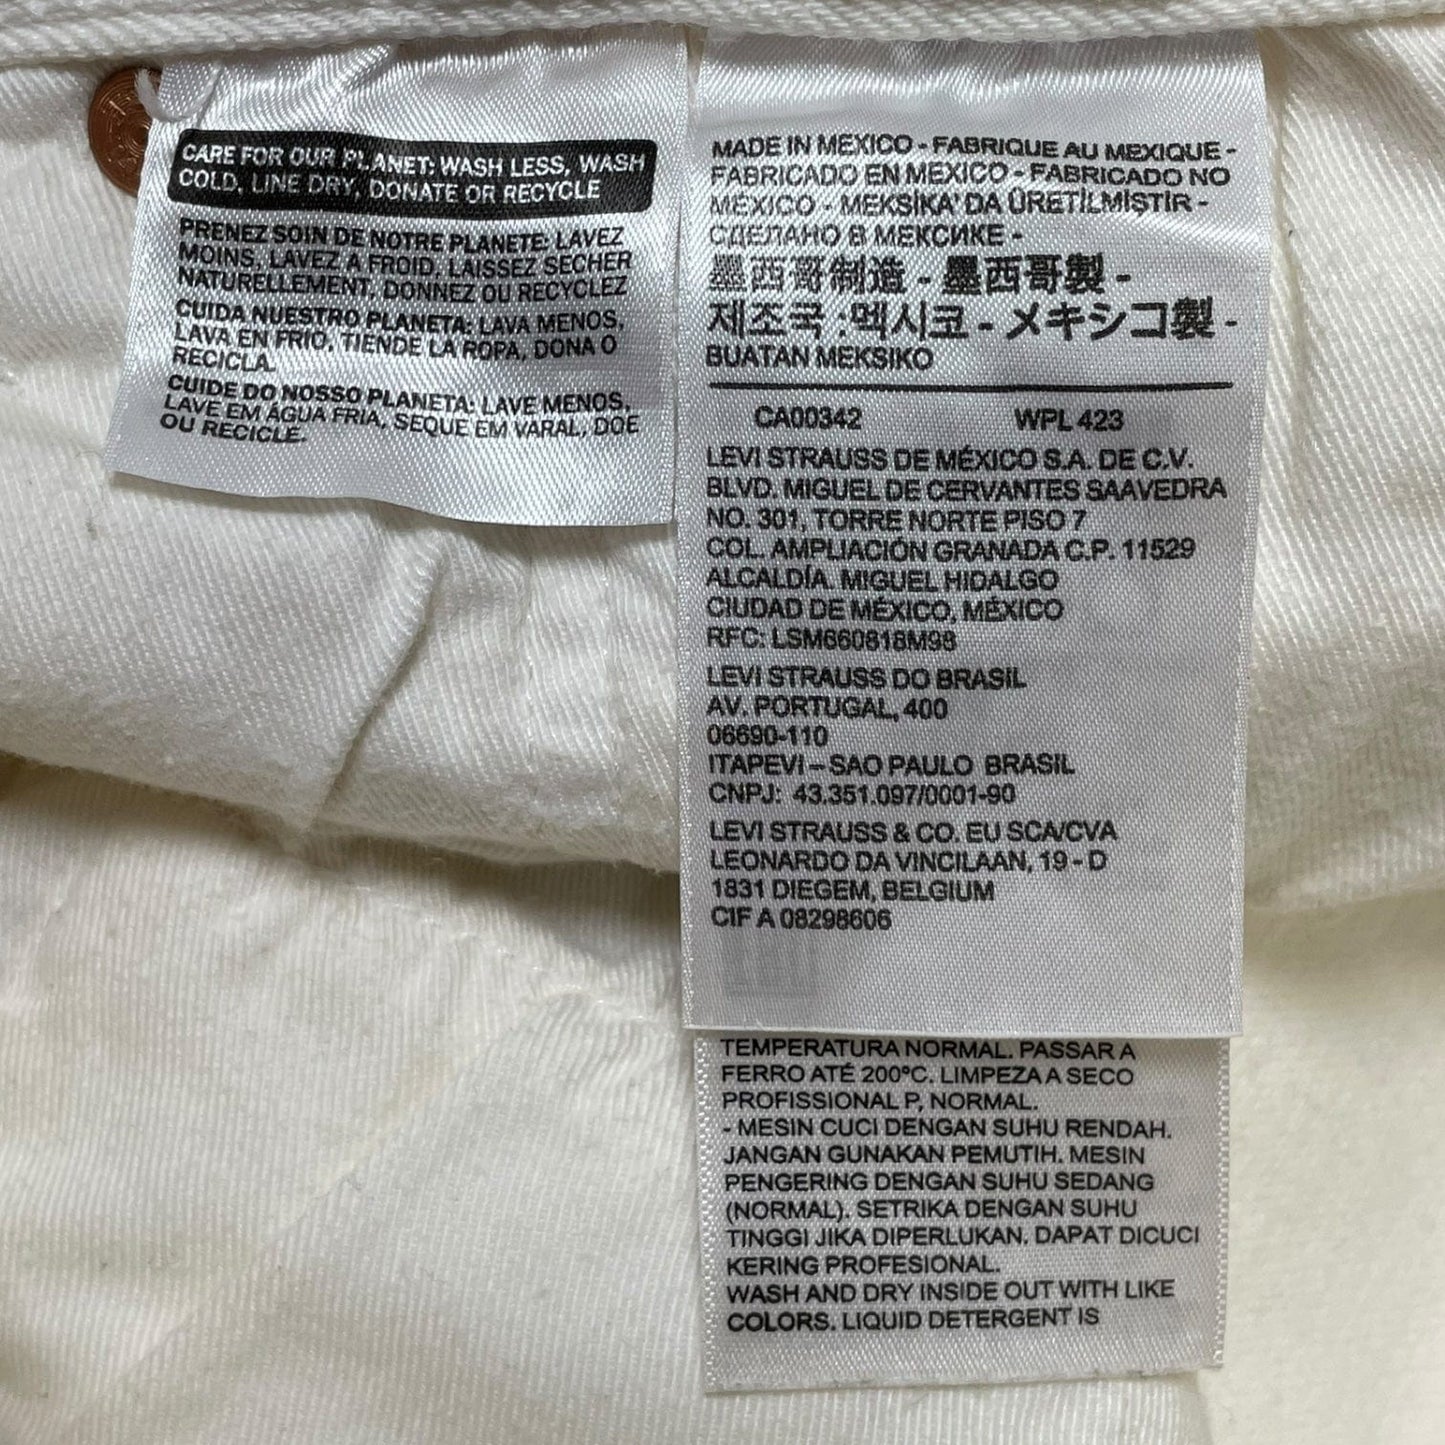 CARE FOR OUR PLANET: WASH LESS, WASH
COLD, LINE DRY, DONATE OR RECYCLE
PRENEZ SOIN DE NOTRE PLANETE: LAVEZ
MOINS, LAVEZ A FROID, LAISSEZ SECHER
NATURELLEMENT, DONNEZ OU RECYCLEZ
CUIDA NUESTRO PLANETA: LAVA MENOS,
LAVA EN FRIO, TIENDE LA ROPA, DONA O
RECICLA.
CUIDE DO NOSSO PLANETA: LAVE MENOS,
LAVE EM ÁGUA FRIA, SEQUE EM VARAL, DOE
OU RECICLE.
MADE IN MEXICO - FABRIQUE AU MEXIQUE -
FABRICADO EN MEXICO - FABRICADO NO
MÉXICO - MEKSİKA' DA ÜRETİLMİŞTİR -
СДЕЛАНО В МЕКСИКЕ -
墨西哥制造 - 墨西哥製 -
제조국 :멕시코 - メキシコ製 -
BUATAN MEKSIKO
CA00342 WPL 423
LEVI STRAUSS DE MÉXICO S.A. DE C.V.
BLVD. MIGUEL DE CERVANTES SAAVEDRA
NO. 301, TORRE NORTE PISO 7
COL. AMPLIACIÓN GRANADA C.P. 11529
ALCALDÍA. MIGUEL HIDALGO
CIUDAD DE MÉXICO, MÉXICO
RFC: LSM660818M98
LEVI STRAUSS DO BRASIL
AV. PORTUGAL, 400
06690-110
ITAPEVI – SAO PAULO BRASIL
CNPJ: 43.351.097/0001-90
LEVI STRAUSS & CO. EU SCA/CVA
LEONARDO DA VINCILAAN, 19 - D
1831 DIEGEM, BELGIUM
CIF A 08298606
TEMPERATURA NORMAL. PASSAR A
FERRO ATÉ 200ºC. LIMPEZA A SECO
PROFISSIONAL P, NORMAL.
- MESIN CUCI DENGAN SUHU RENDAH.
JANGAN GUNAKAN PEMUTIH. MESIN
PENGERING DENGAN SUHU SEDANG
(NORMAL). SETRIKA DENGAN SUHU
TINGGI JIKA DIPERLUKAN. DAPAT DICUCI
KERING PROFESIONAL.
WASH AND DRY INSIDE OUT WITH LIKE
COLORS. LIQUID DETERGENT IS